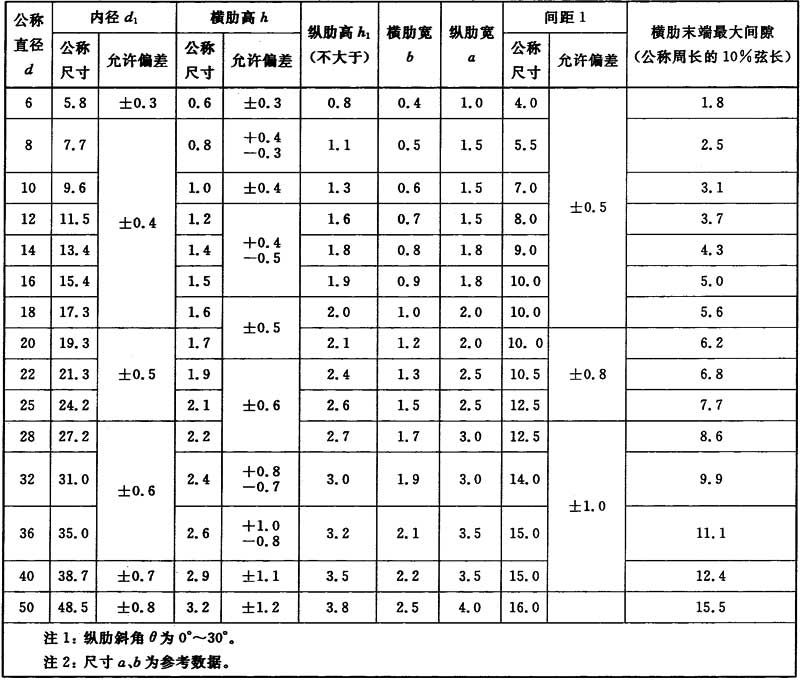 公称直径 d 内径 d₁ 横肋高 h 纵肋高 h₁（不大于） 横肋宽 b 纵肋宽 a 间距 1 横肋末端最大间隙（公称周长的 10%弦长）
公称尺寸 允许偏差 公称尺寸 允许偏差 公称尺寸 允许偏差
6 5.8 ±0.3 0.6 ±0.3 0.8 0.4 1.0 4.0 ±0.5 1.8
8 7.7 ±0.4 0.8 +0.4 −0.3 1.1 0.5 1.5 5.5 2.5
10 9.6 1.0 ±0.4 1.3 0.6 1.5 7.0 3.1
12 11.5 1.2 +0.4 −0.5 1.6 0.7 1.5 8.0 3.7
14 13.4 1.4 1.8 0.8 1.8 9.0 4.3
16 15.4 1.5 1.9 0.9 1.8 10.0 5.0
18 17.3 1.6 ±0.5 2.0 1.0 2.0 10.0 5.6
20 19.3 ±0.5 1.7 2.1 1.2 2.0 10.0 ±0.8 6.2
22 21.3 1.9 ±0.6 2.4 1.3 2.5 10.5 6.8
25 24.2 2.1 2.6 1.5 2.5 12.5 7.7
28 27.2 ±0.6 2.2 2.7 1.7 3.0 12.5 ±1.0 8.6
32 31.0 2.4 +0.8 −0.7 3.0 1.9 3.0 14.0 9.9
36 35.0 2.6 +1.0 −0.8 3.2 2.1 3.5 15.0 11.1
40 38.7 ±0.7 2.9 ±1.1 3.5 2.2 3.5 15.0 12.4
50 48.5 ±0.8 3.2 ±1.2 3.8 2.5 4.0 16.0 15.5
注 1：纵肋斜角 θ 为 0°～30°。
注 2：尺寸 a、b 为参考数据。